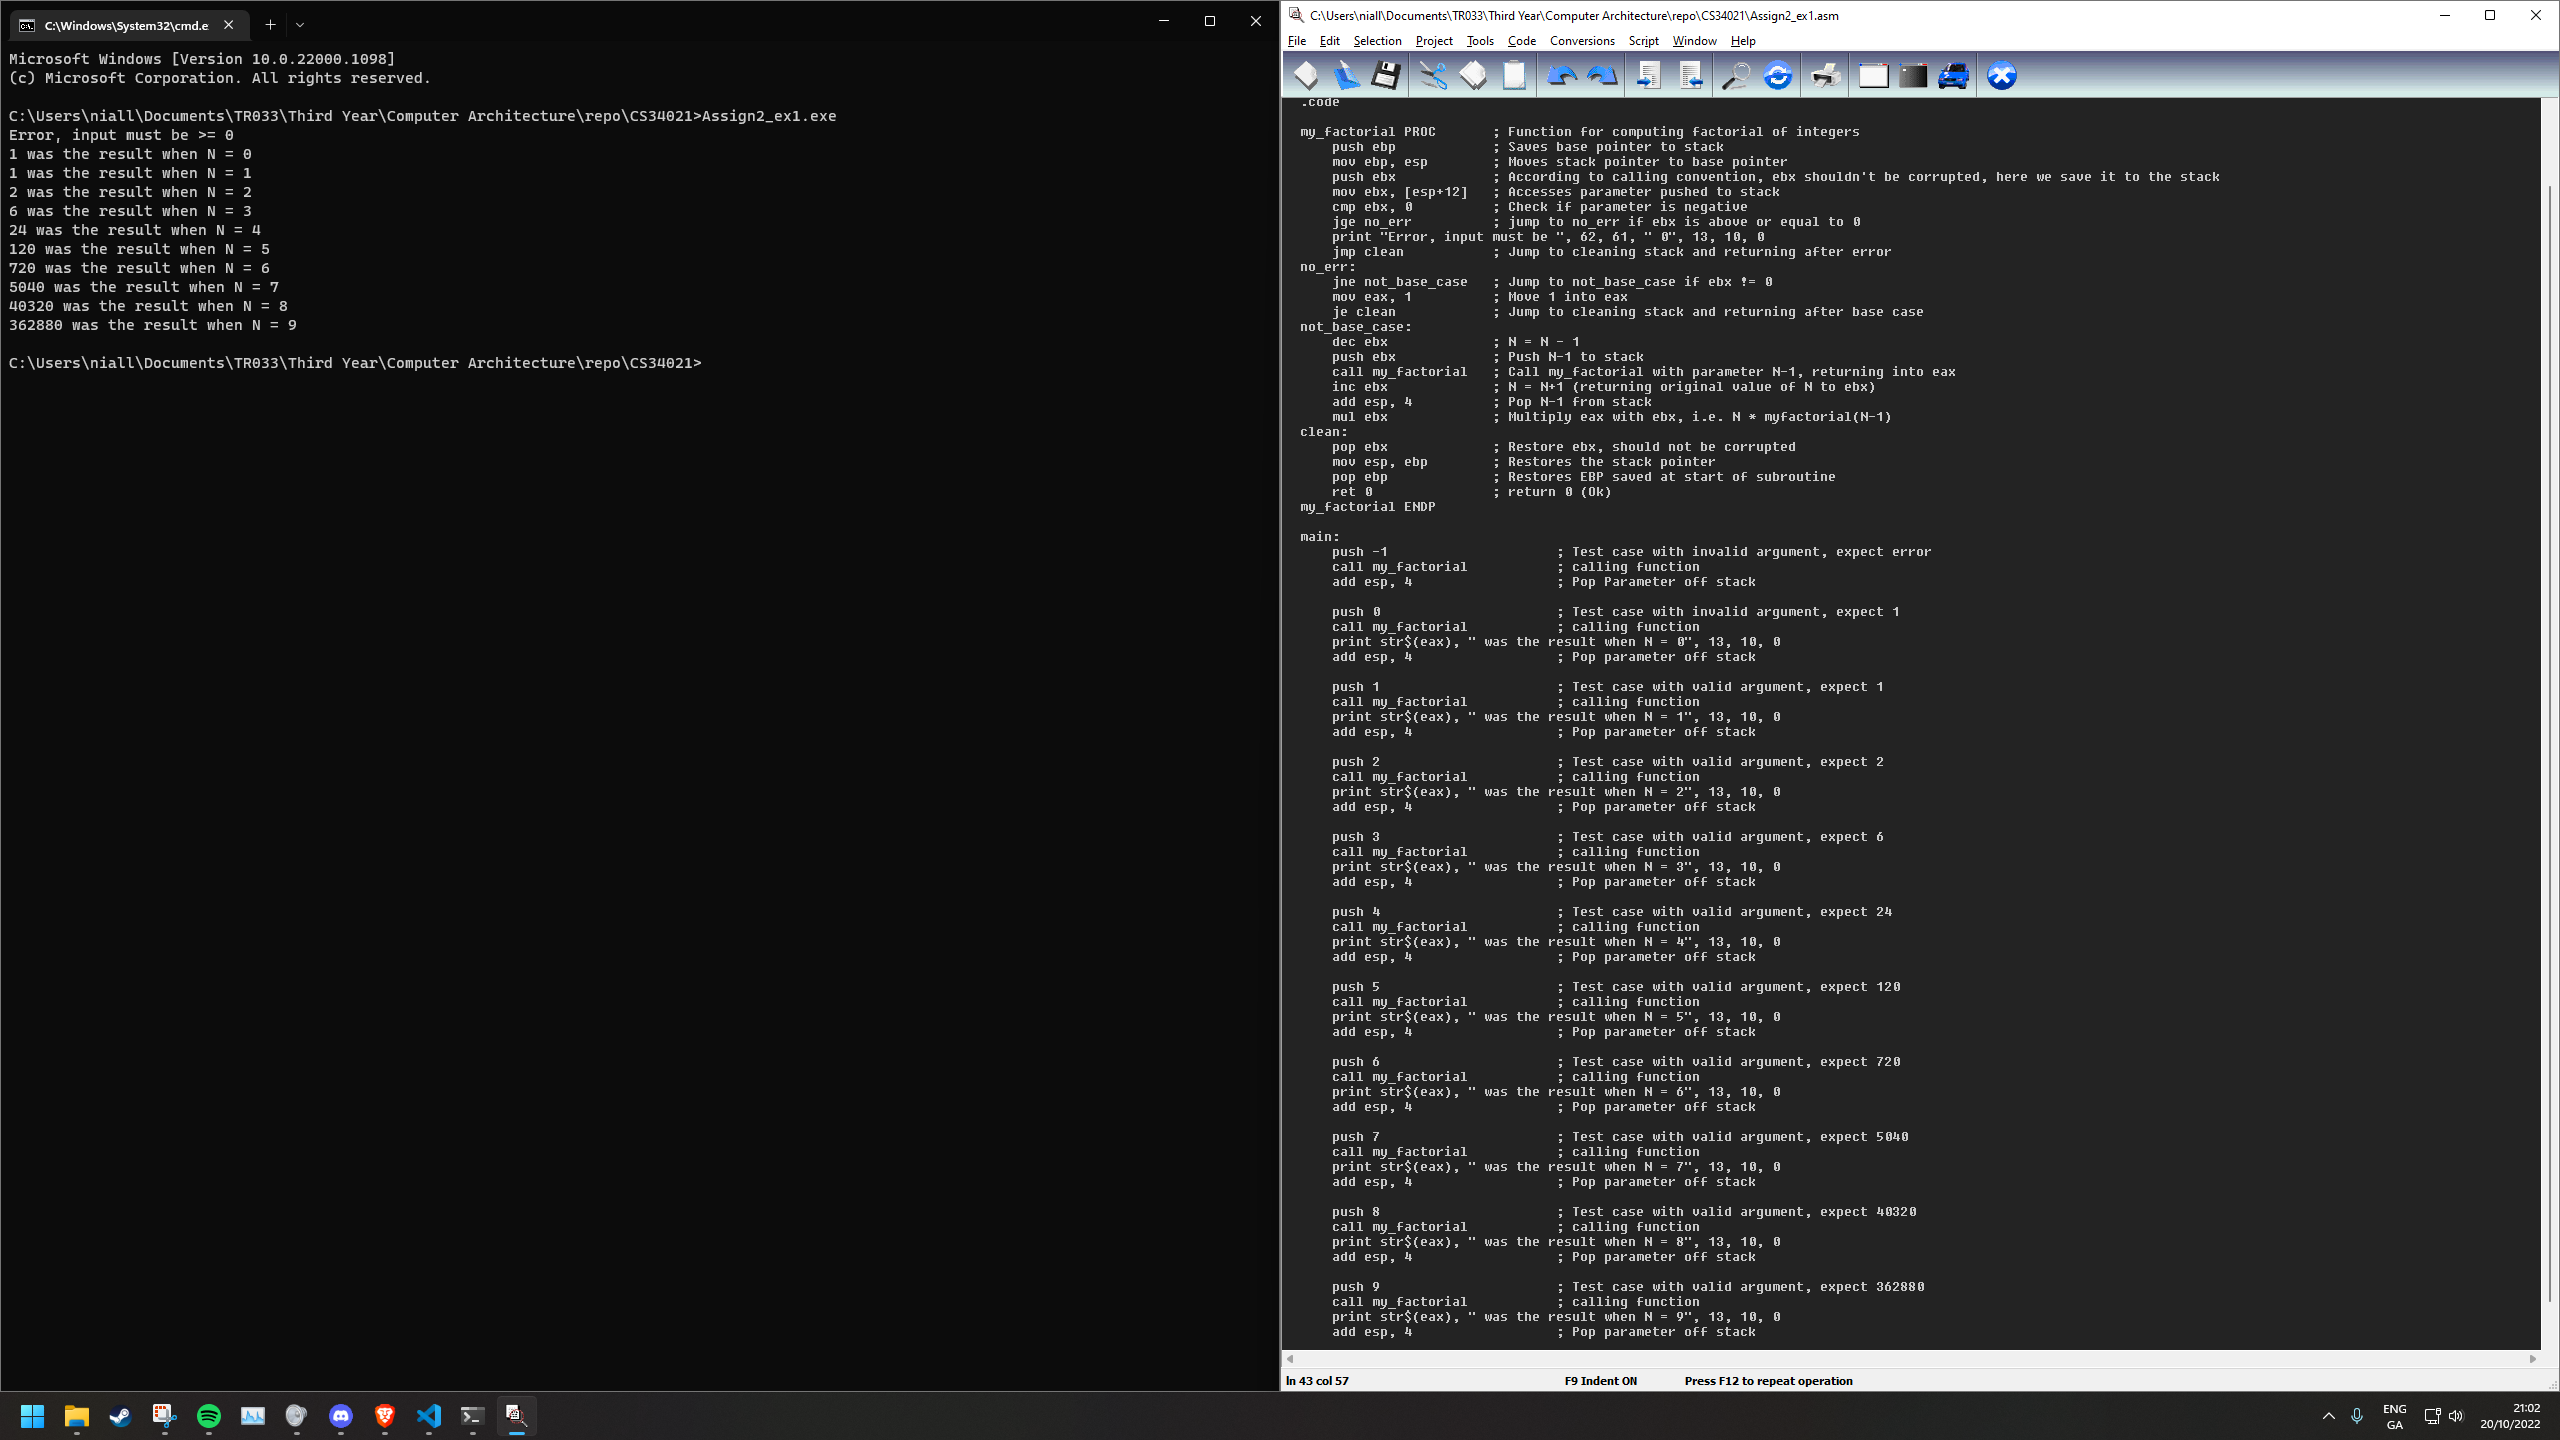 C:\Windows\System32\cmd.e
Microsoft Windows [Version 10.0.22000.1098]
(c) Microsoft Corporation. All rights reserved.
C:\Users\niall\Documents\TR033\Third Year\Computer Architecture\repo\CS34021>Assign2_ex1.exe
Error, input must be >= 0
1 was the result when N = 0
1 was the result when N = 1
2 was the result when N = 2
6 was the result when N = 3
24 was the result when N = 4
120 was the result when N = 5
720 was the result when N = 6
5040 was the result when N = 7
40320 was the result when N = 8
362880 was the result when N = 9
C:\Users\niall\Documents\TR033\Third Year\Computer Architecture\repo\CS34021>
C:\Users\niall\Documents\TR033\Third Year\Computer Architecture\repo\CS34021\Assign2_ex1.asm
File Edit Selection Project Tools Code Conversions Script Window Help
.code
my_factorial PROC ; Function for computing factorial of integers
push ebp ; Saves base pointer to stack
mov ebp, esp ; Moves stack pointer to base pointer
push ebx ; According to calling convention, ebx shouldn't be corrupted, here we save it to the stack
mov ebx, [esp+12] ; Accesses parameter pushed to stack
cmp ebx, 0 ; Check if parameter is negative
jge no_err ; jump to no_err if ebx is above or equal to 0
print "Error, input must be ", 62, 61, " 0", 13, 10, 0
jmp clean ; Jump to cleaning stack and returning after error
no_err:
jne not_base_case ; Jump to not_base_case if ebx != 0
mov eax, 1 ; Move 1 into eax
je clean ; Jump to cleaning stack and returning after base case
not_base_case:
dec ebx ; N = N - 1
push ebx ; Push N-1 to stack
call my_factorial ; Call my_factorial with parameter N-1, returning into eax
inc ebx ; N = N+1 (returning original value of N to ebx)
add esp, 4 ; Pop N-1 from stack
mul ebx ; Multiply eax with ebx, i.e. N * myfactorial(N-1)
clean:
pop ebx ; Restore ebx, should not be corrupted
mov esp, ebp ; Restores the stack pointer
pop ebp ; Restores EBP saved at start of subroutine
ret 0 ; return 0 (Ok)
my_factorial ENDP
main:
push -1 ; Test case with invalid argument, expect error
call my_factorial ; calling function
add esp, 4 ; Pop Parameter off stack
push 0 ; Test case with invalid argument, expect 1
call my_factorial ; calling function
print str$(eax), " was the result when N = 0", 13, 10, 0
add esp, 4 ; Pop parameter off stack
push 1 ; Test case with valid argument, expect 1
call my_factorial ; calling function
print str$(eax), " was the result when N = 1", 13, 10, 0
add esp, 4 ; Pop parameter off stack
push 2 ; Test case with valid argument, expect 2
call my_factorial ; calling function
print str$(eax), " was the result when N = 2", 13, 10, 0
add esp, 4 ; Pop parameter off stack
push 3 ; Test case with valid argument, expect 6
call my_factorial ; calling function
print str$(eax), " was the result when N = 3", 13, 10, 0
add esp, 4 ; Pop parameter off stack
push 4 ; Test case with valid argument, expect 24
call my_factorial ; calling function
print str$(eax), " was the result when N = 4", 13, 10, 0
add esp, 4 ; Pop parameter off stack
push 5 ; Test case with valid argument, expect 120
call my_factorial ; calling function
print str$(eax), " was the result when N = 5", 13, 10, 0
add esp, 4 ; Pop parameter off stack
push 6 ; Test case with valid argument, expect 720
call my_factorial ; calling function
print str$(eax), " was the result when N = 6", 13, 10, 0
add esp, 4 ; Pop parameter off stack
push 7 ; Test case with valid argument, expect 5040
call my_factorial ; calling function
print str$(eax), " was the result when N = 7", 13, 10, 0
add esp, 4 ; Pop parameter off stack
push 8 ; Test case with valid argument, expect 40320
call my_factorial ; calling function
print str$(eax), " was the result when N = 8", 13, 10, 0
add esp, 4 ; Pop parameter off stack
push 9 ; Test case with valid argument, expect 362880
call my_factorial ; calling function
print str$(eax), " was the result when N = 9", 13, 10, 0
add esp, 4 ; Pop parameter off stack
ln 43 col 57 F9 Indent ON Press F12 to repeat operation
ENG 21:02
GA 20/10/2022